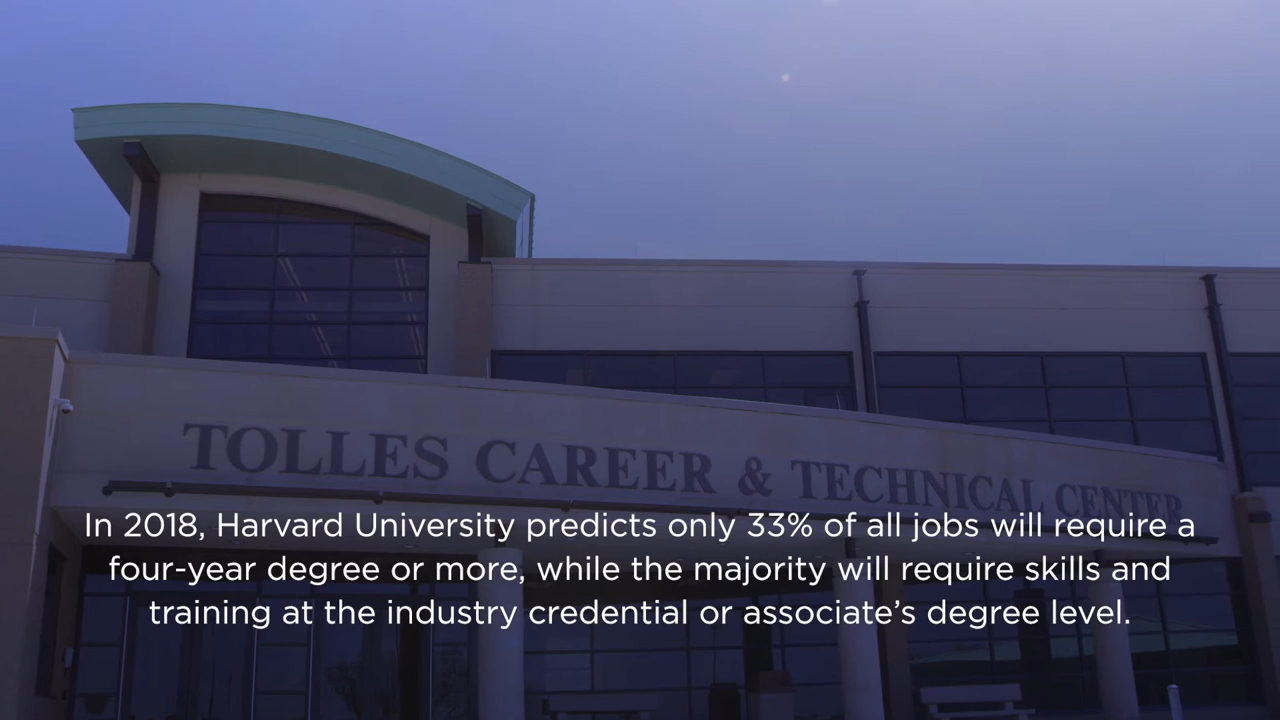 TOLLES CAREER & TECHNICAL CENTER
In 2018, Harvard University predicts only 33% of all jobs will require a
four-year degree or more, while the majority will require skills and
training at the industry credential or associate’s degree level.